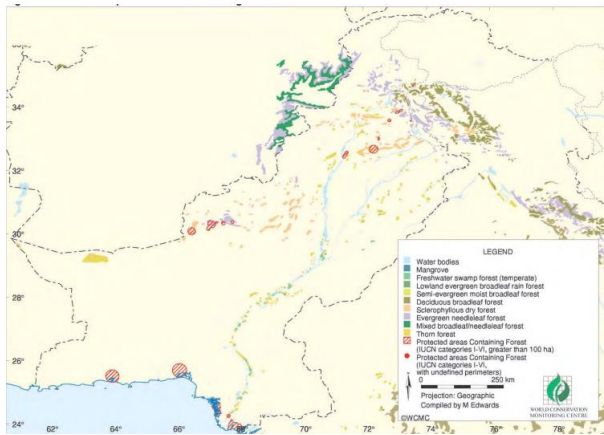 36°
34°
32°
30°
28°
26°
24°
62°
64°
66°
68°
70°
72°
74°
76°
78°
LEGEND
Water bodies
Mangrove
Freshwater swamp forest (temperate)
Lowland evergreen broadleaf rain forest
Semi-evergreen moist broadleaf forest
Deciduous broadleaf forest
Sclerophyllous dry forest
Evergreen needleleaf forest
Mixed broadleaf/needleleaf forest
Thorn forest
Protected areas Containing Forest
(IUCN categories I-VI, greater than 100 ha)
Protected areas Containing Forest
(IUCN categories I-VI,
with undefined perimeters)
0 250 km
Projection: Geographic
Compiled by M Edwards
WORLD CONSERVATION
MONITORING CENTRE
©WCMC